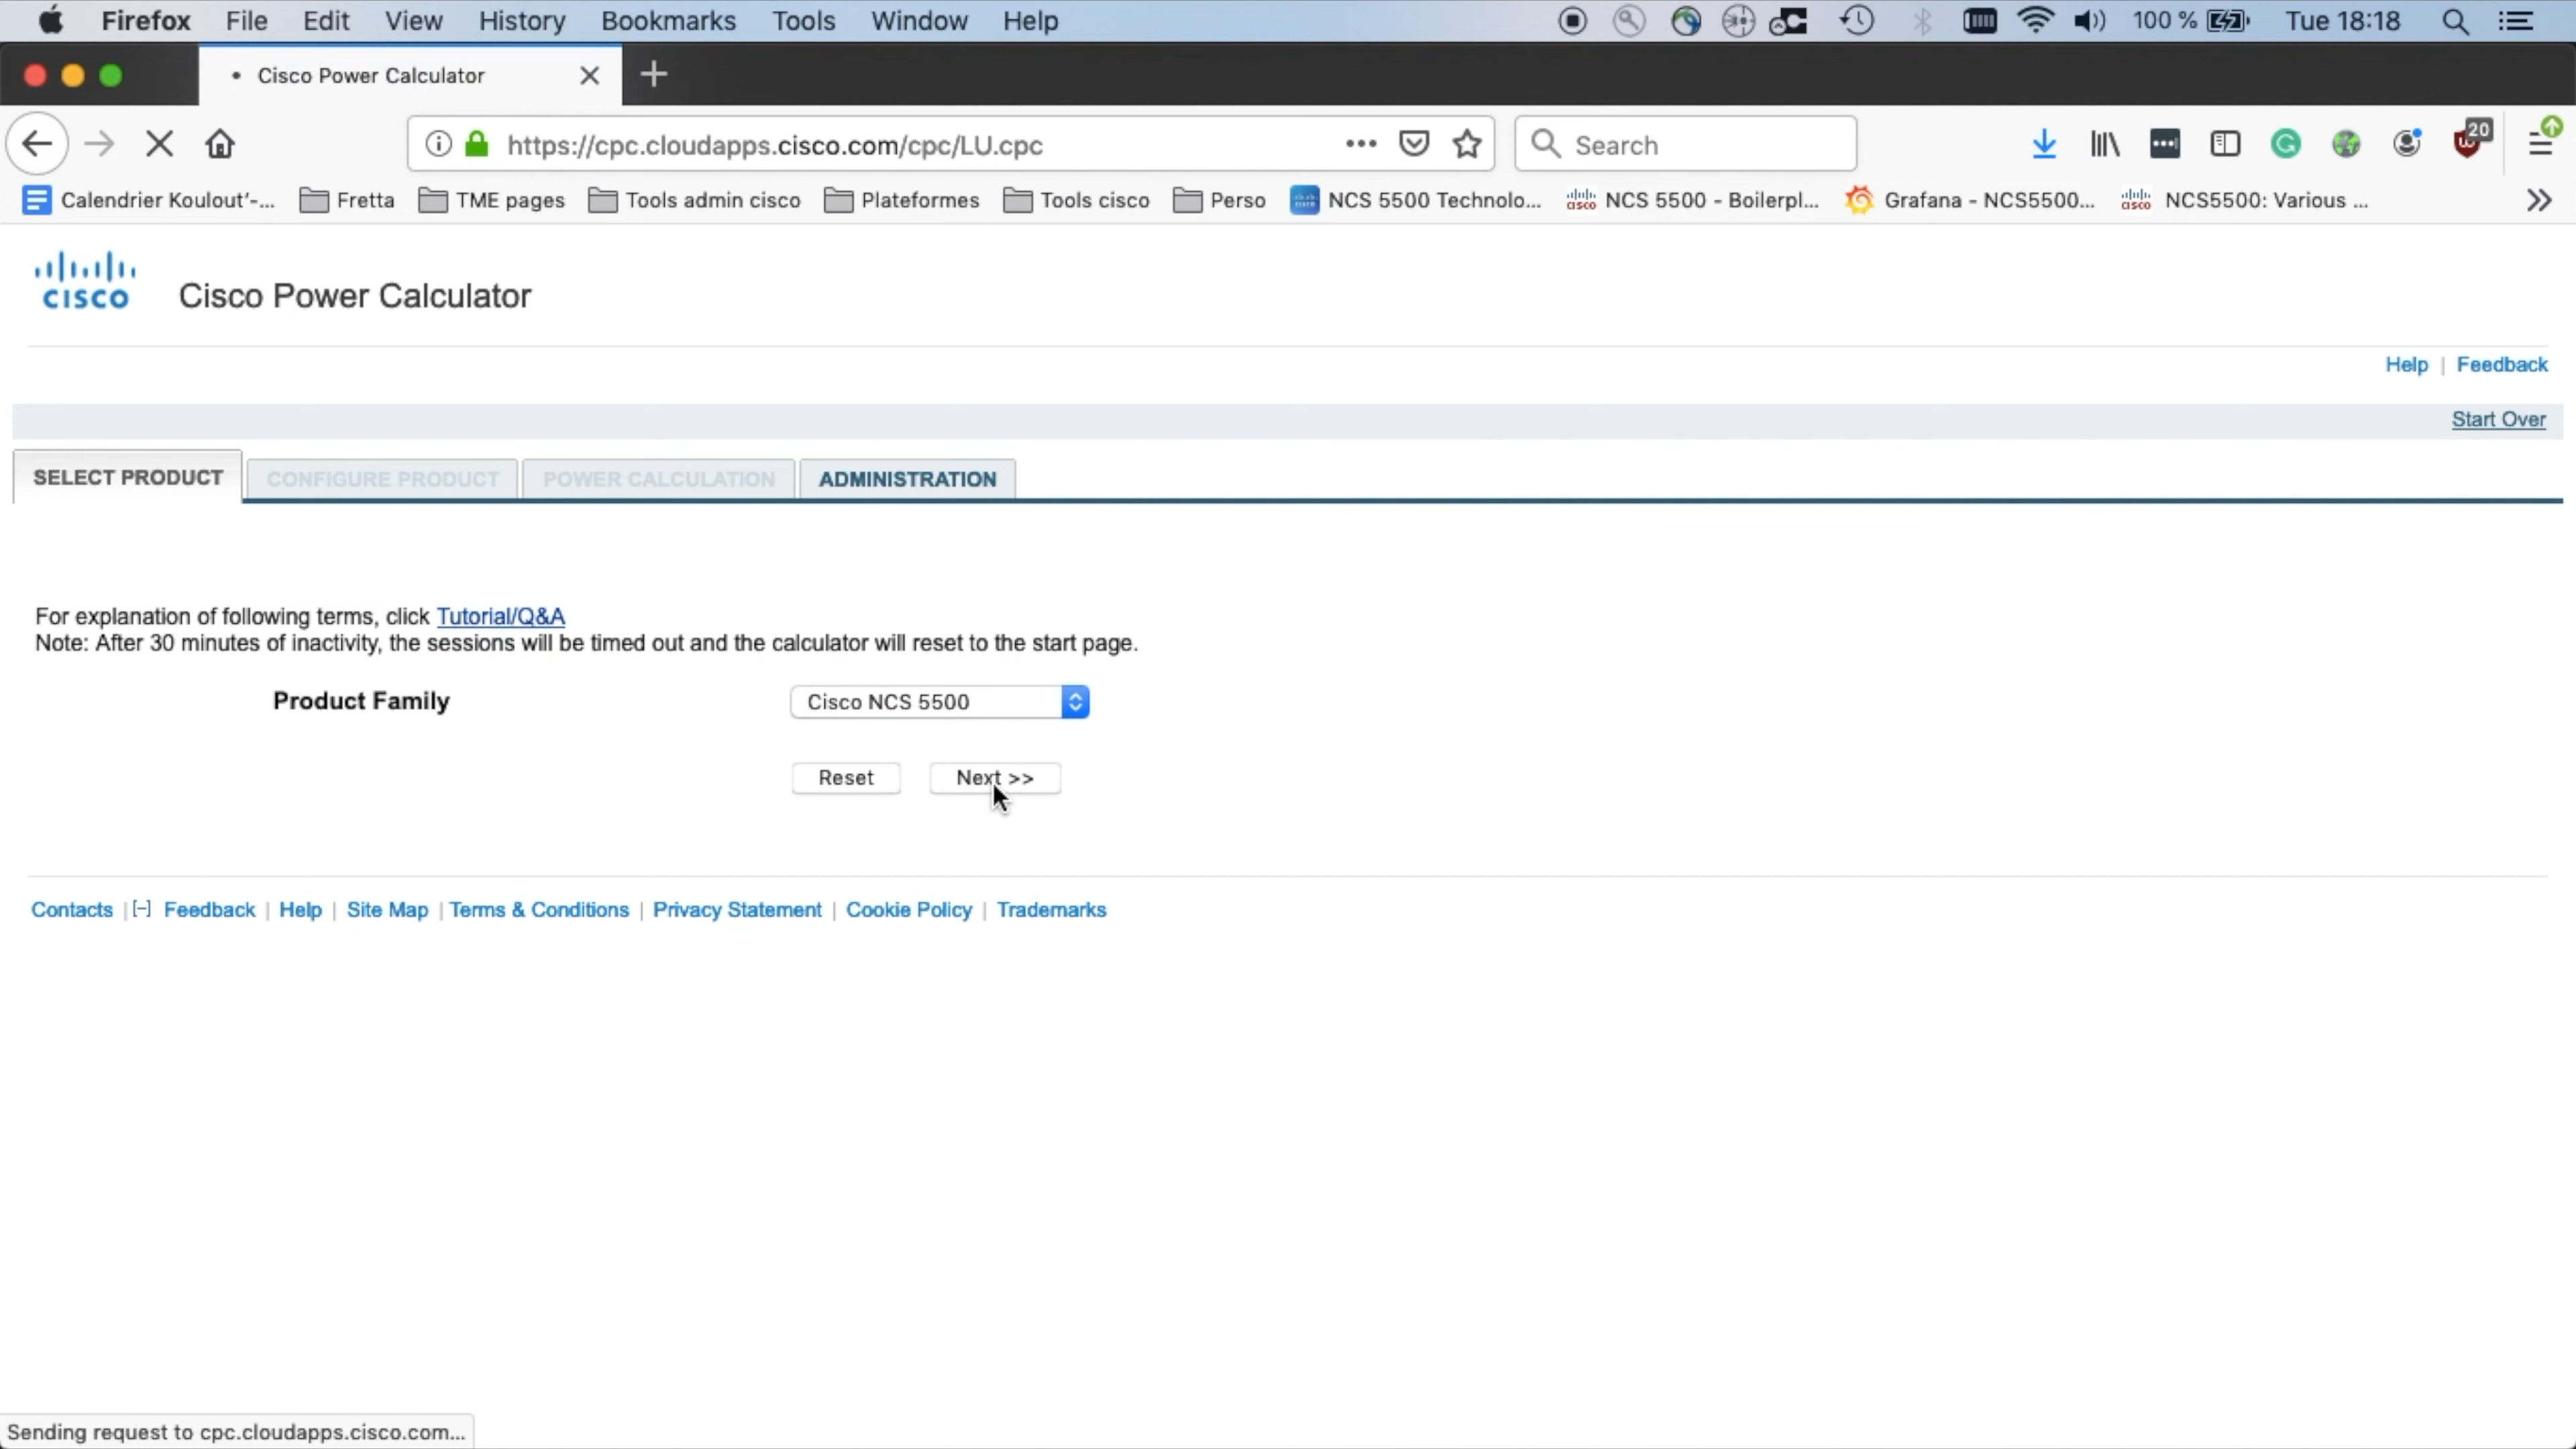 Firefox File Edit View History Bookmarks Tools Window Help 100 % Tue 18:18
• Cisco Power Calculator
https://cpc.cloudapps.cisco.com/cpc/LU.cpc Search 20
Calendrier Koulout'-... Fretta TME pages Tools admin cisco Plateformes Tools cisco Perso NCS 5500 Technolo... NCS 5500 - Boilerpl... Grafana - NCS5500... NCS5500: Various ...
CISCO Cisco Power Calculator
Help | Feedback
Start Over
SELECT PRODUCT CONFIGURE PRODUCT POWER CALCULATION ADMINISTRATION
For explanation of following terms, click Tutorial/Q&A
Note: After 30 minutes of inactivity, the sessions will be timed out and the calculator will reset to the start page.
Product Family Cisco NCS 5500
Reset Next >>
Contacts | [-] Feedback | Help | Site Map | Terms & Conditions | Privacy Statement | Cookie Policy | Trademarks
Sending request to cpc.cloudapps.cisco.com...